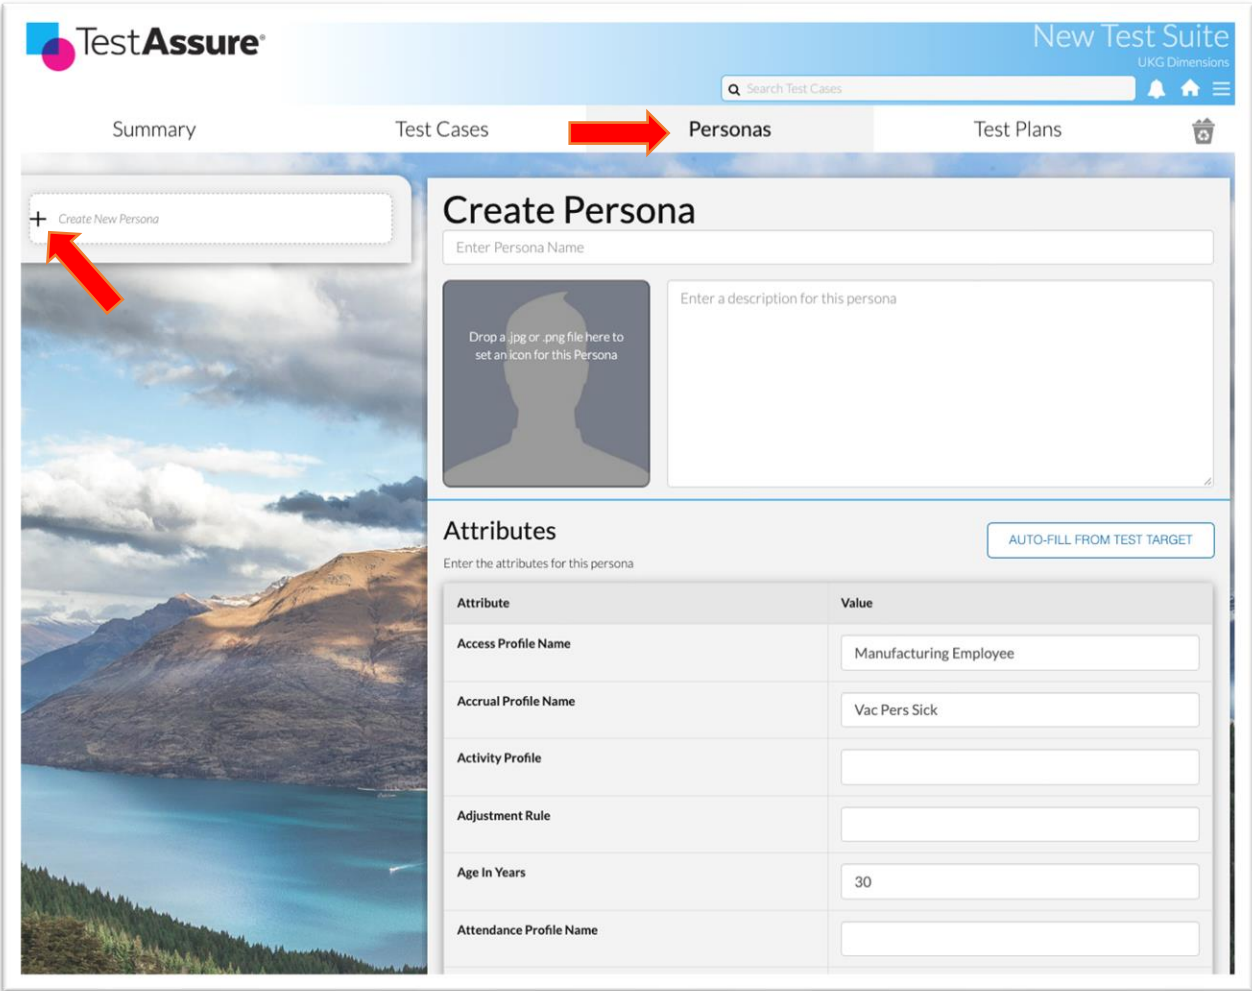 TestAssure®
New Test Suite
UKG Dimensions
Search Test Cases
Summary
Test Cases
Personas
Test Plans
Create New Persona
Create Persona
Enter Persona Name
Drop a .jpg or .png file here to
set an icon for this Persona
Enter a description for this persona
Attributes
AUTO-FILL FROM TEST TARGET
Enter the attributes for this persona
Attribute Value
Access Profile Name Manufacturing Employee
Accrual Profile Name Vac Pers Sick
Activity Profile
Adjustment Rule
Age In Years 30
Attendance Profile Name